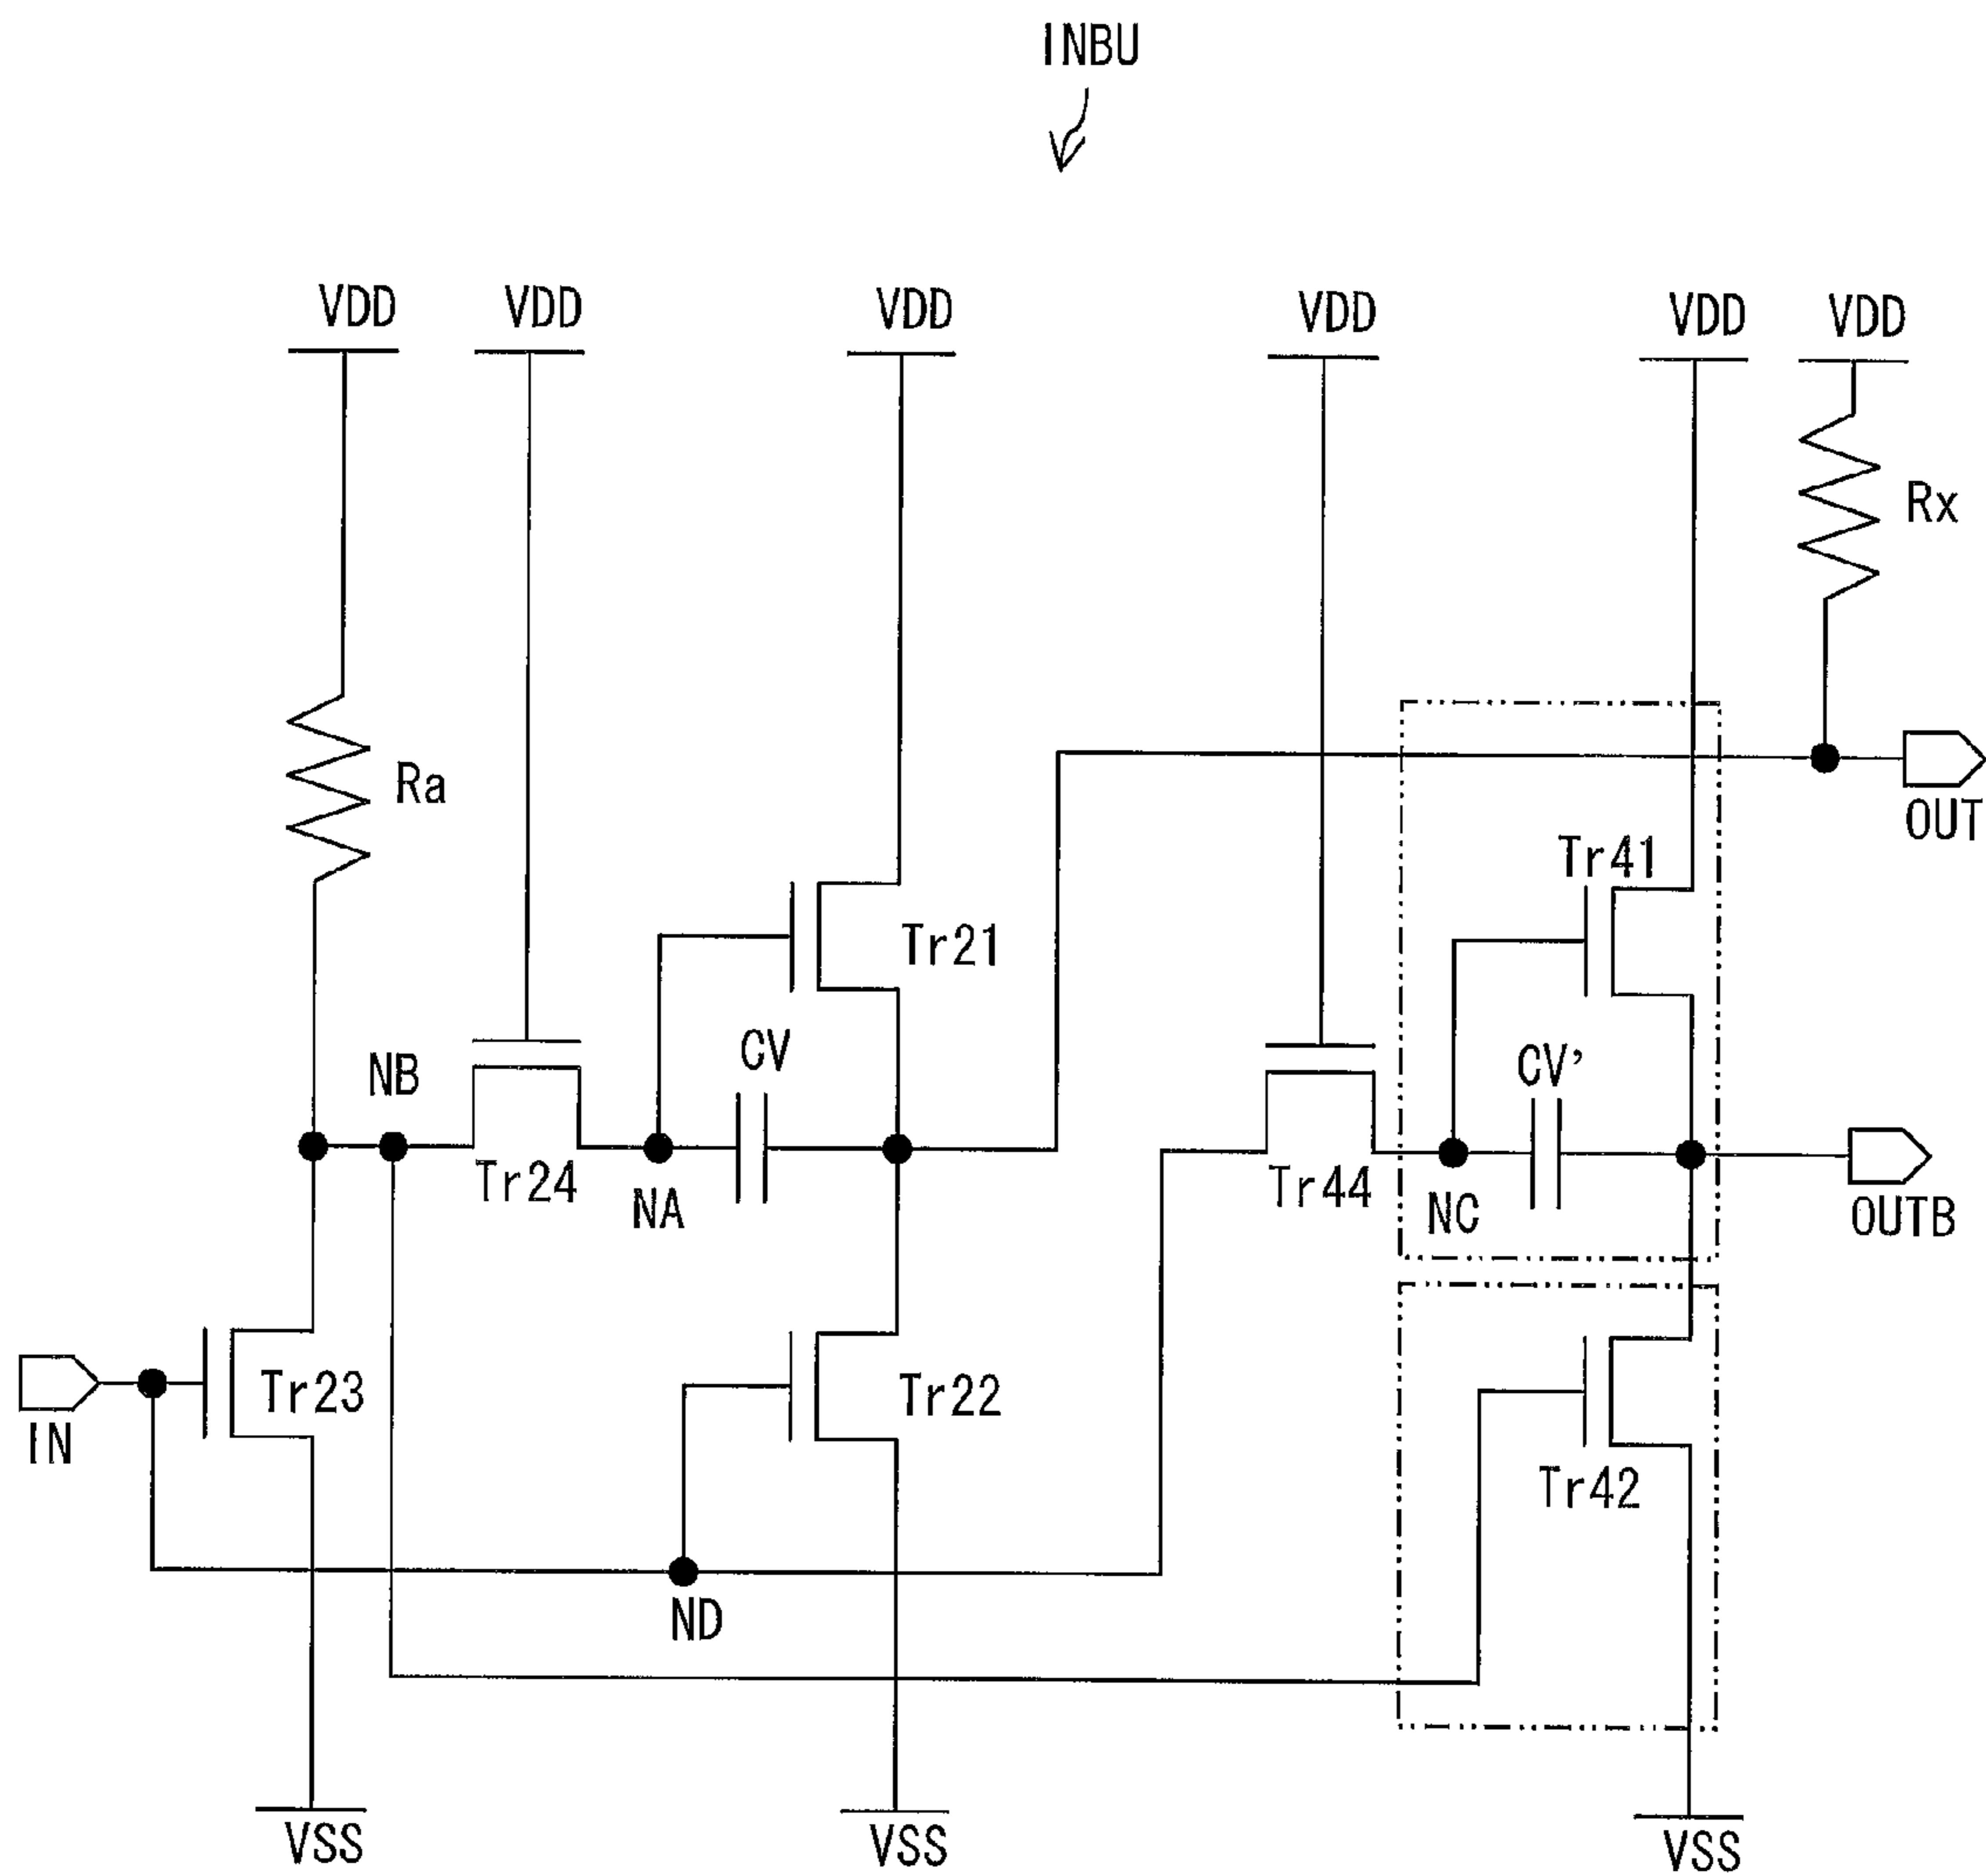 INBU
VDD
VDD
VDD
VDD
VDD
VDD
Rx
Ra
OUT
Tr41
Tr21
CV
CV’
NB
Tr24
NA
Tr44
NC
OUTB
Tr23
Tr22
IN
Tr42
ND
VSS
VSS
VSS